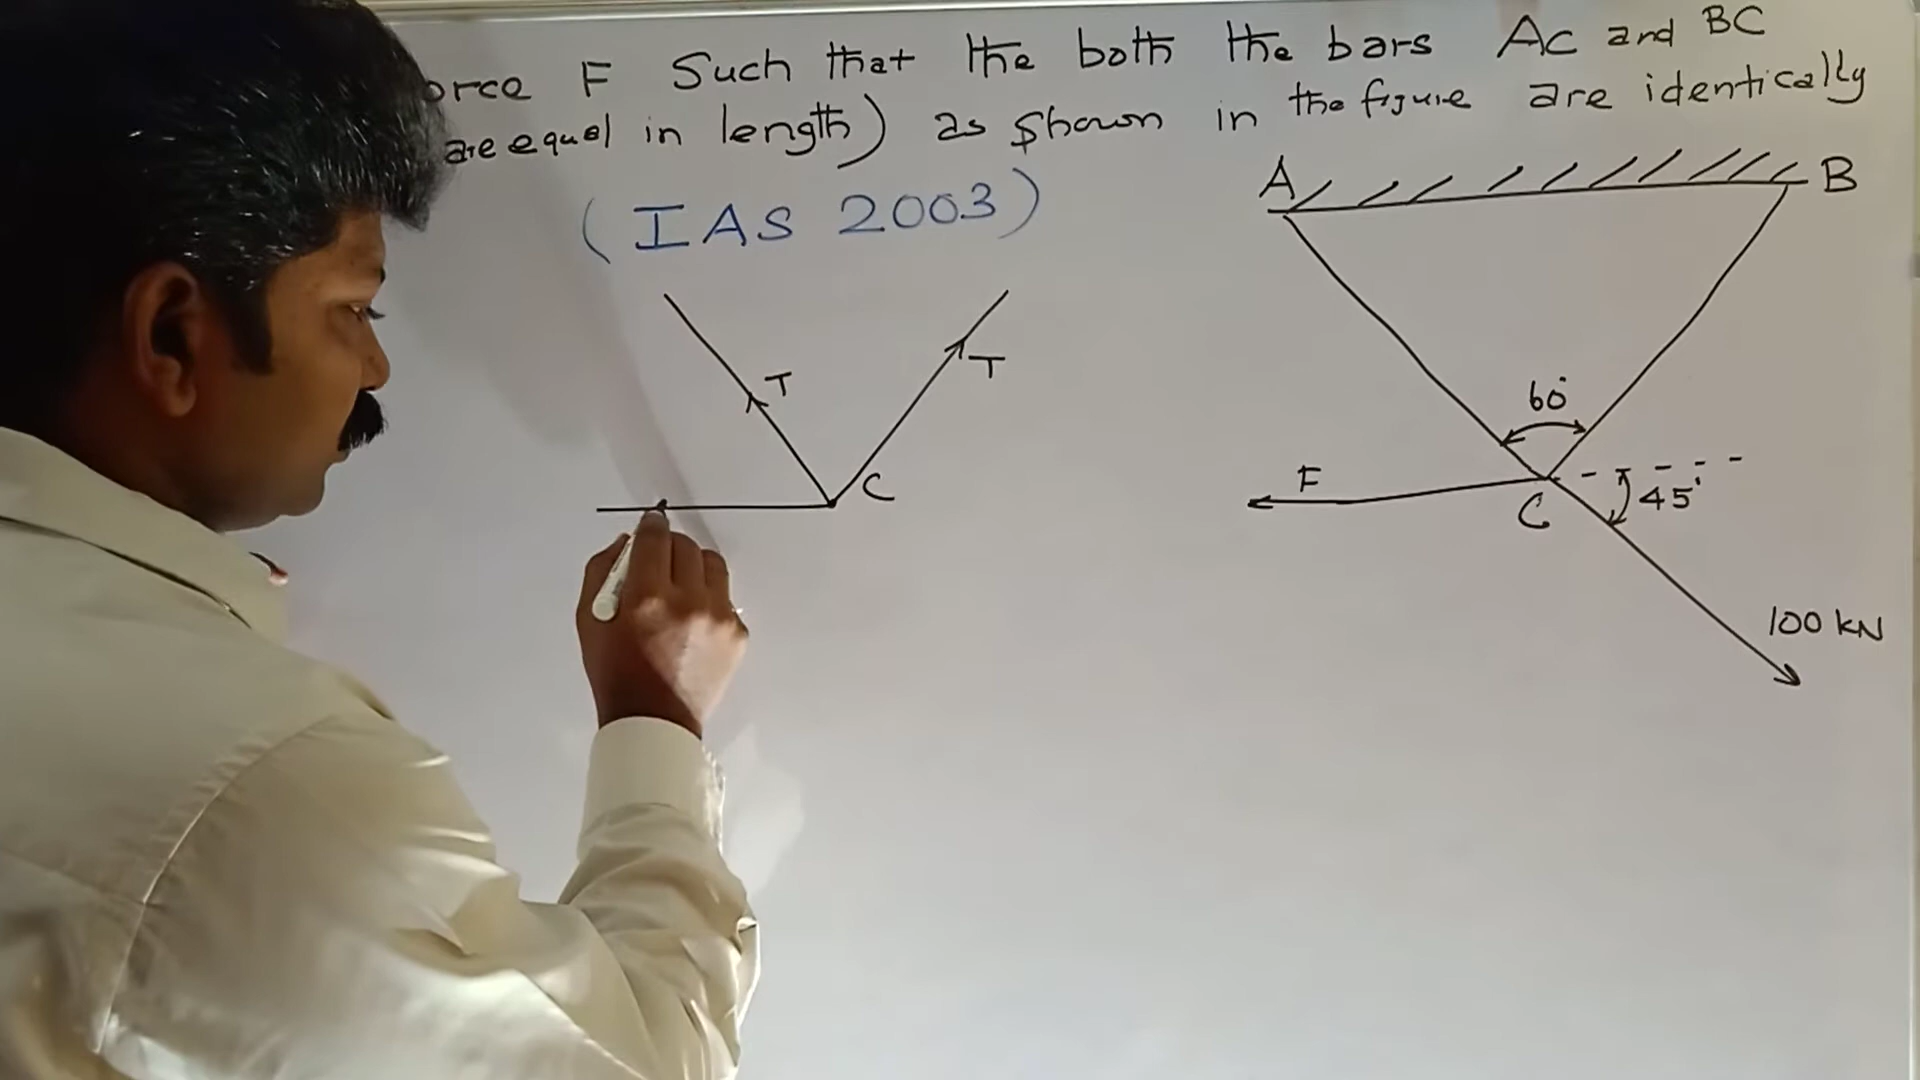 orce F Such that the both the bars AC and BC
are equal in length) as shown in the figure are identically
(IAS 2003)
A
B
T
T
C
60°
F
C
45°
100 kN